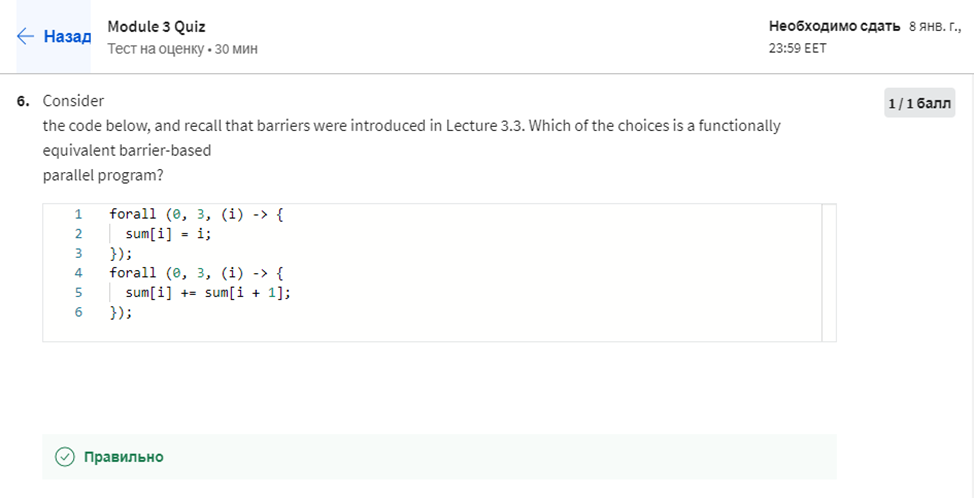 Назад
Module 3 Quiz
Тест на оценку • 30 мин
Необходимо сдать 8 янв. г.,
23:59 EET
6. Consider
the code below, and recall that barriers were introduced in Lecture 3.3. Which of the choices is a functionally
equivalent barrier-based
parallel program?
1 / 1 балл
1 forall (0, 3, (i) -> {
2 sum[i] = i;
3 });
4 forall (0, 3, (i) -> {
5 sum[i] += sum[i + 1];
6 });
Правильно